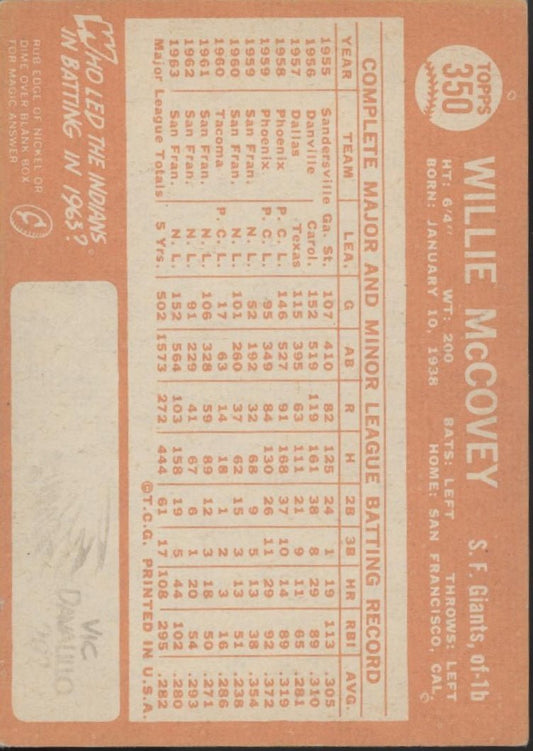 TOPPS
350
WILLIE McCOVEY S. F. Giants, of-1b
HT: 6'4" WT: 200 BATS: LEFT THROWS: LEFT
BORN: JANUARY 10, 1938 HOME: SAN FRANCISCO, CAL.
COMPLETE MAJOR AND MINOR LEAGUE BATTING RECORD
YEAR TEAM LEA. G AB R H 2B 3B HR RBI AVG.
1955 Sandersville Ga. St. 107 410 82 125 24 1 19 113 .305
1956 Danville Carol. 152 519 119 161 38 8 29 89 .310
1957 Dallas Texas 115 395 63 111 21 9 11 65 .281
1958 Phoenix P. C. L. 146 527 91 168 37 10 14 89 .319
1959 Phoenix P. C. L. 95 349 84 130 26 11 29 92 .372
1959 San Fran. N. L. 52 192 32 68 9 5 13 38 .354
1960 San Fran. N. L. 101 260 37 62 15 3 13 51 .238
1960 Tacoma P. C. L. 17 63 14 18 1 2 3 16 .286
1961 San Fran. N. L. 106 328 59 89 12 3 18 50 .271
1962 San Fran. N. L. 91 229 41 67 6 1 20 54 .293
1963 San Fran. N. L. 152 564 103 158 19 5 44 102 .280
Major League Totals 5 Yrs. 502 1573 272 444 61 17 108 295 .282
©T.C.G. PRINTED IN U.S.A.
WHO LED THE INDIANS
IN BATTING IN 1963?
RUB EDGE OF NICKEL OR
DIME OVER BLANK BOX
FOR MAGIC ANSWER
VIC
DAVALILLO